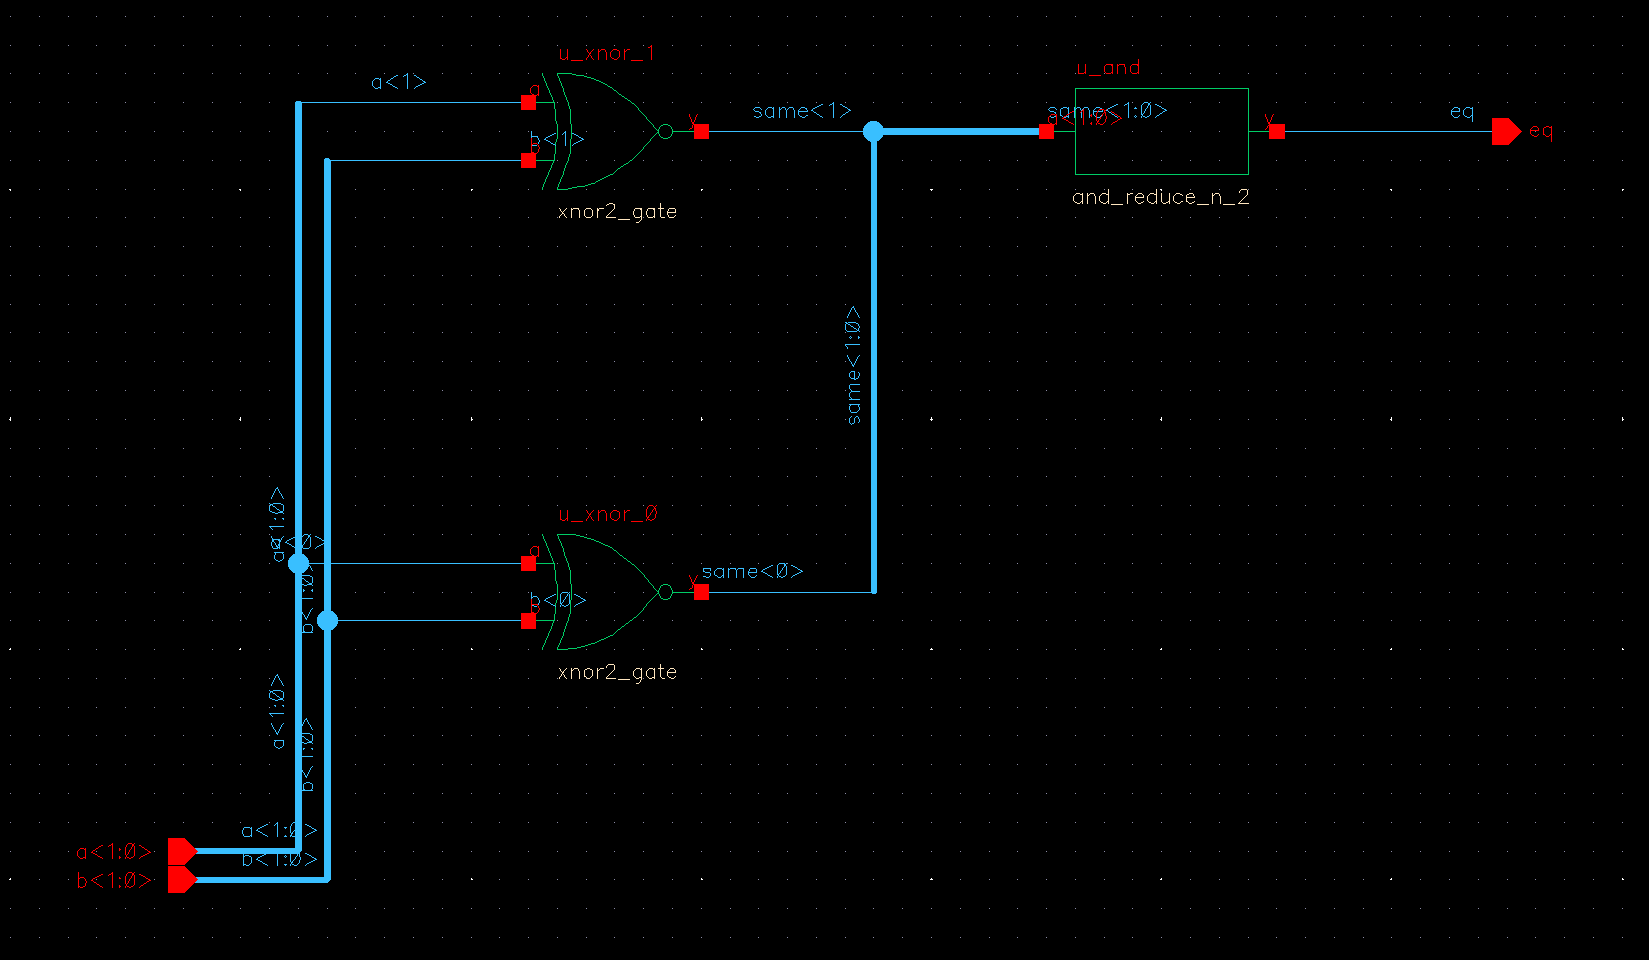 u_xnor_1
a<1>
a
b<1>
b
y
xnor2_gate
same<1>
u_and
same<1:0>
a<1:0>
y
and_reduce_n_2
eq
eq
same<1:0>
u_xnor_0
a<1:0>
a<0>
a
b<1:0>
b<0>
b
y
same<0>
xnor2_gate
a<1:0>
b<1:0>
a<1:0>
a<1:0>
b<1:0>
b<1:0>